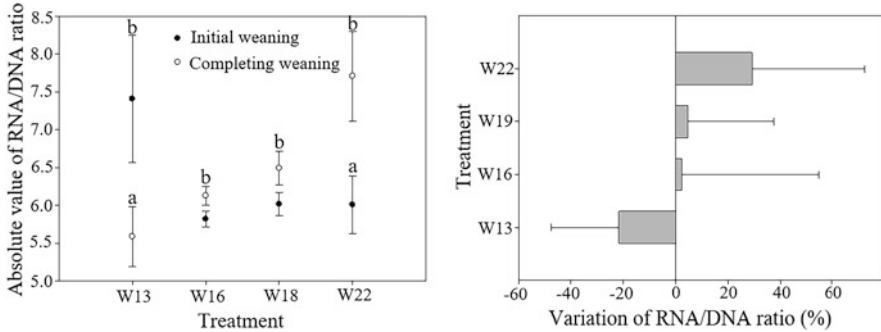 Absolute value of RNA/DNA ratio
8.5
8.0
7.5
7.0
6.5
6.0
5.5
5.0
b
b
Initial weaning
Completing weaning
b
b
a
a
W13 W16 W18 W22
Treatment
Treatment
W22
W19
W16
W13
-60 -40 -20 0 20 40 60
Variation of RNA/DNA ratio (%)